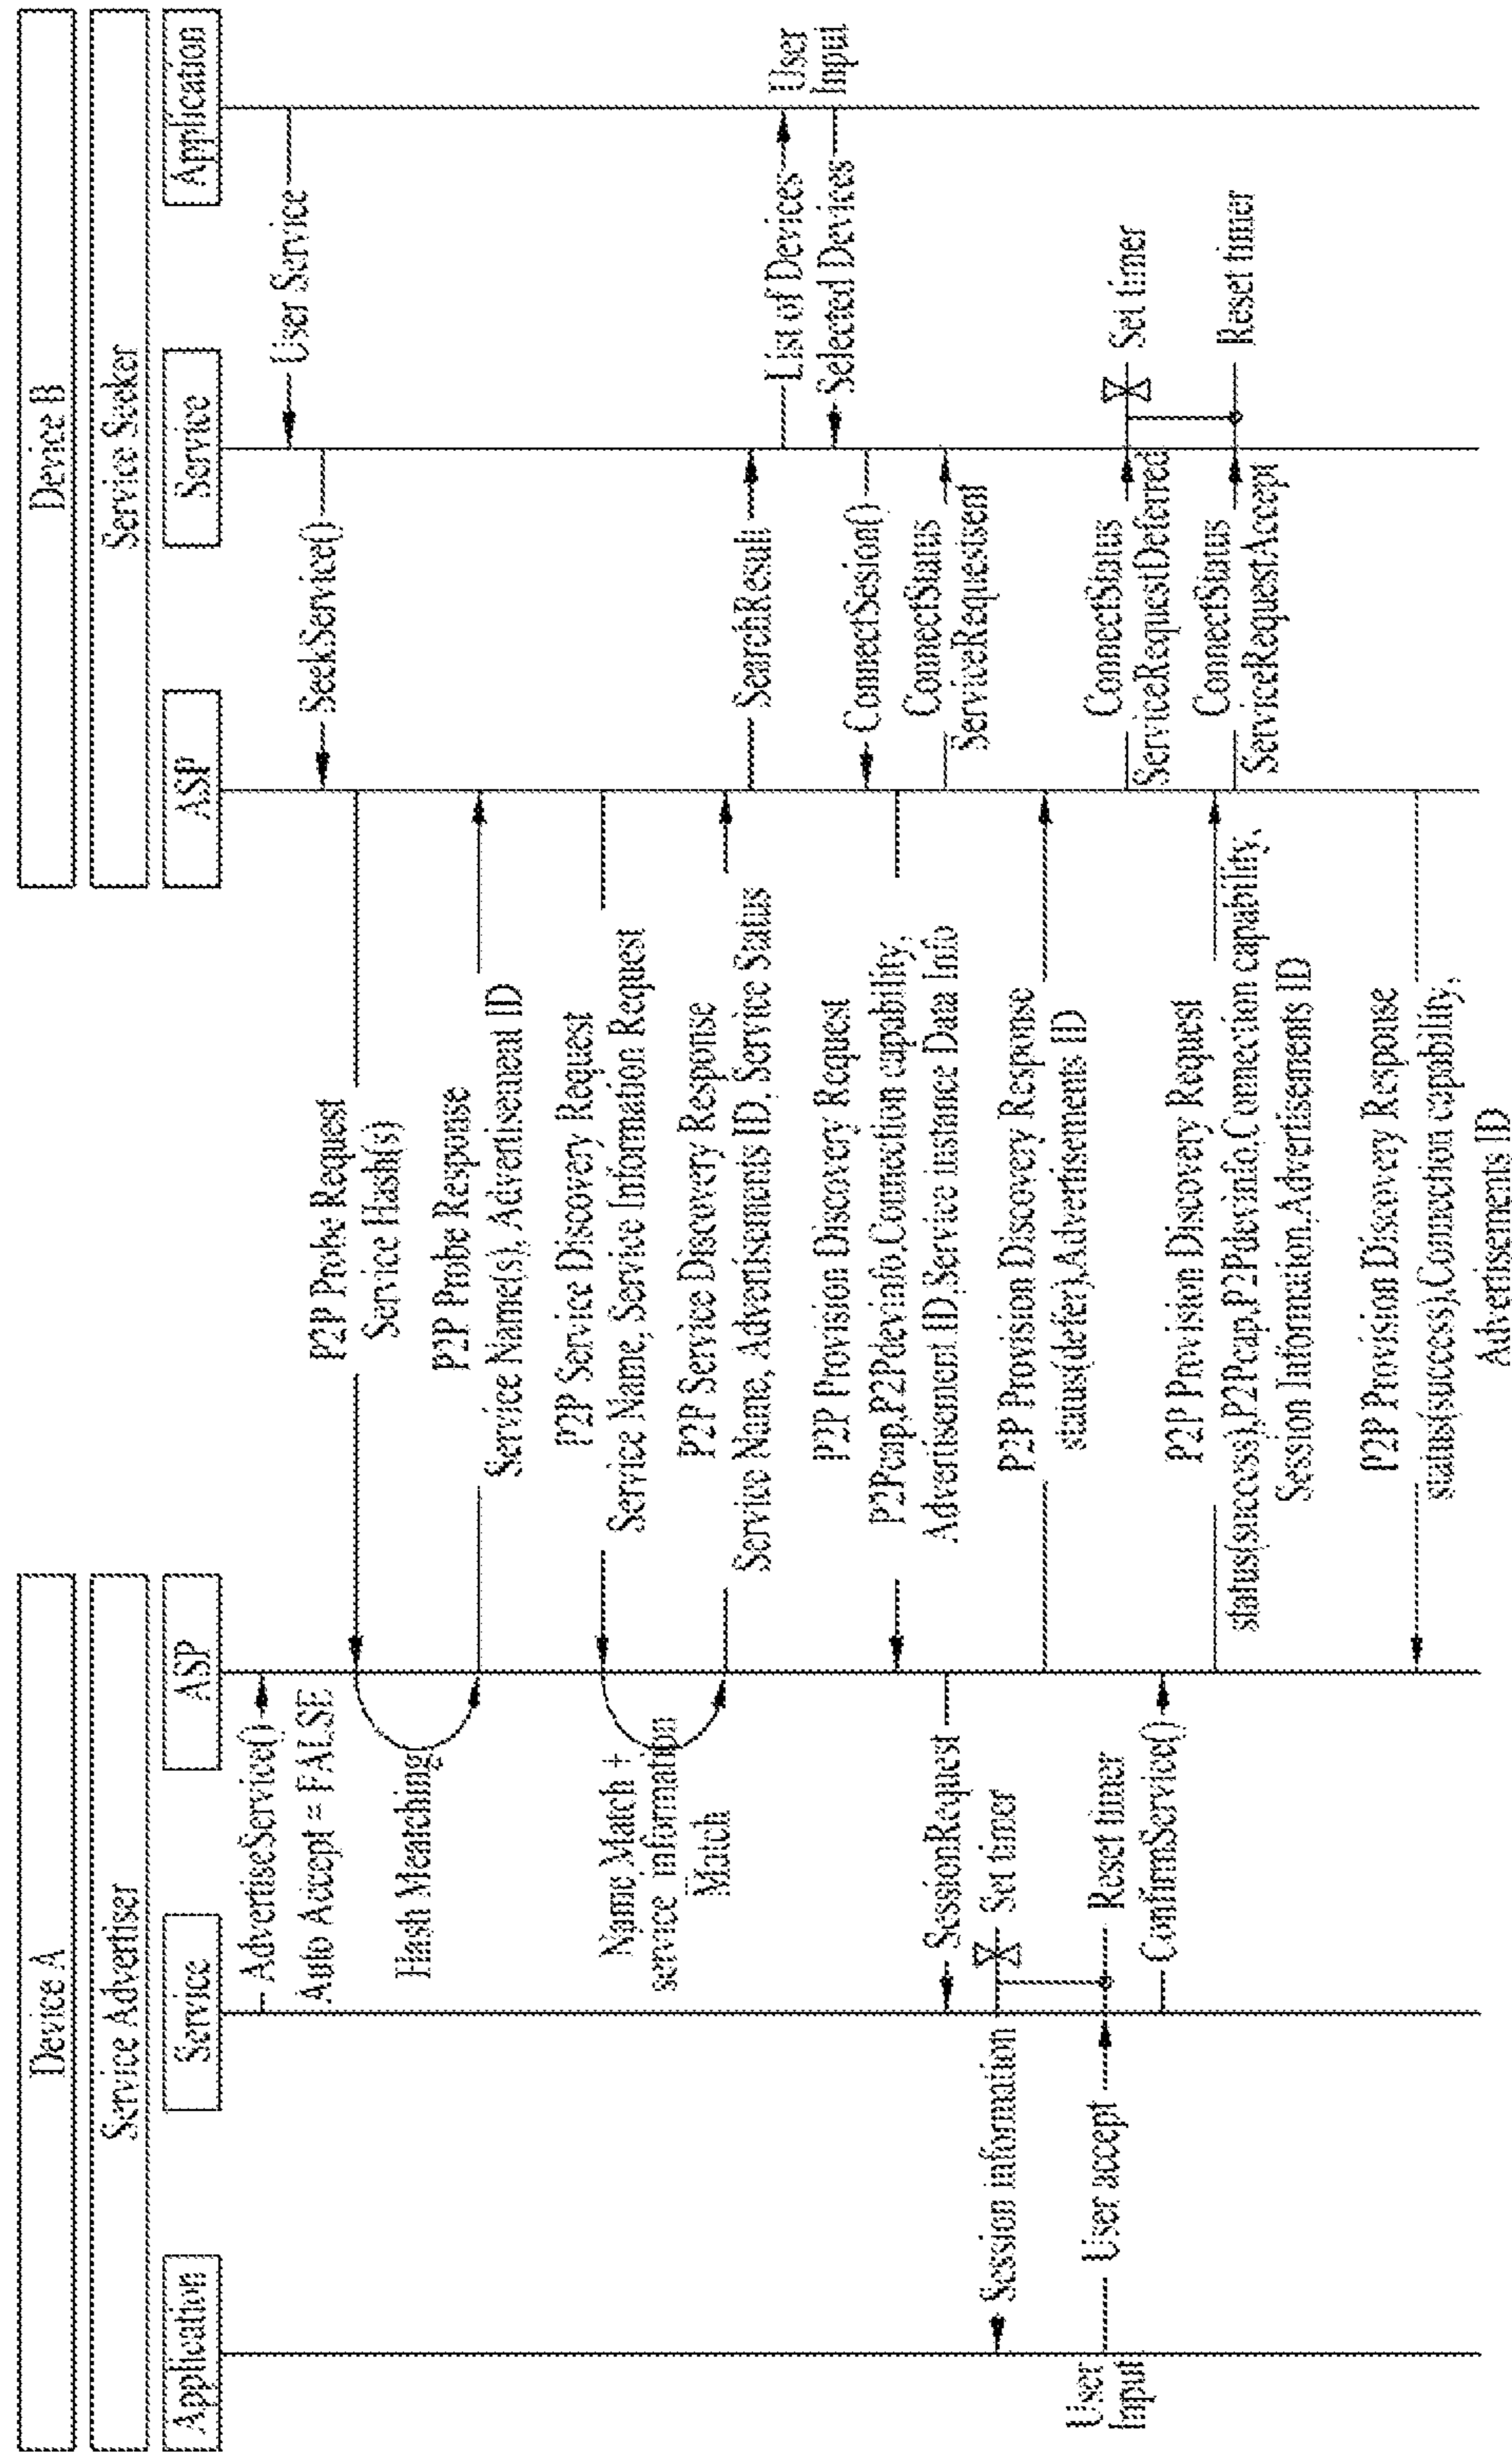 Device A
Device B
Service Advertiser
Service Seeker
Application
Service
ASP
ASP
Service
Application
AdvertiseService()
Auto Accept = FALSE
User Service
SeekService()
P2P Probe Request
Service Hash(s)
Hash Meatching
P2P Probe Response
Service Name(s), Advertisement ID
P2P Service Discovery Request
Service Name, Service Information Request
Name Match +
service information
Match
P2P Service Discovery Response
Service Name, Advertisements ID, Service Status
SearchResult
List of Devices
User
Input
Selected Devices
ConnectSesion()
P2P Provision Discovery Request
P2Pcap,P2Pdevinfo,Connection capability,
Advertisement ID,Service instance Data Info
ConnectStatus
ServiceRequestsent
SessionRequest
Session information
Set timer
P2P Provision Discovery Response
status(deffer),Advertisements ID
ConnectStatus
ServiceRequestDeferred
Set timer
User
Input
User accept
Reset timer
ConfirmService()
P2P Provision Discovery Request
status(success),P2Pcap,P2Pdevinfo,Connection capability,
Session Information,Advertisements ID
ConnectStatus
ServiceRequestAccept
Reset timer
P2P Provision Discovery Response
status(success),Connection capability,
Advertisements ID